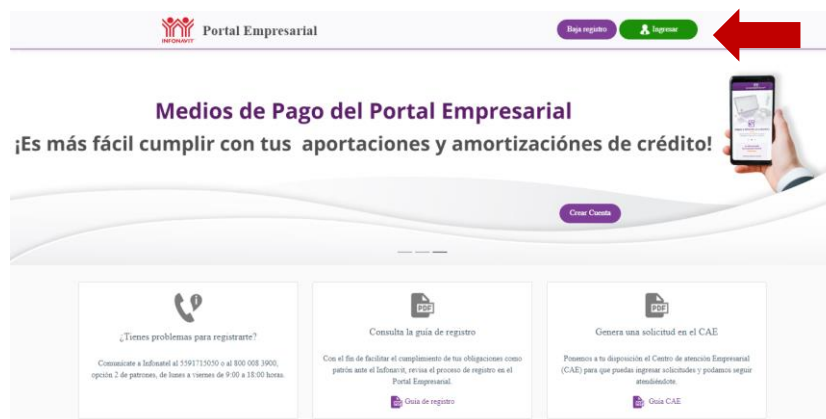 INFONAVIT
Portal Empresarial
Baja registro
Ingresar
Medios de Pago del Portal Empresarial
¡Es más fácil cumplir con tus aportaciones y amortizaciónes de crédito!
Crear Cuenta
¿Tienes problemas para registrarte?
Comunícate a Infonatel al 5591715050 o al 800 008 3900,
opción 2 de patrones, de lunes a viernes de 9:00 a 18:00 horas.
PDF
Consulta la guía de registro
Con el fin de facilitar el cumplimiento de tus obligaciones como
patrón ante el Infonavit, revisa el proceso de registro en el
Portal Empresarial.
Guía de registro
PDF
Genera una solicitud en el CAE
Ponemos a tu disposición el Centro de atención Empresarial
(CAE) para que puedas ingresar solicitudes y podamos seguir
atendiéndote.
Guía CAE